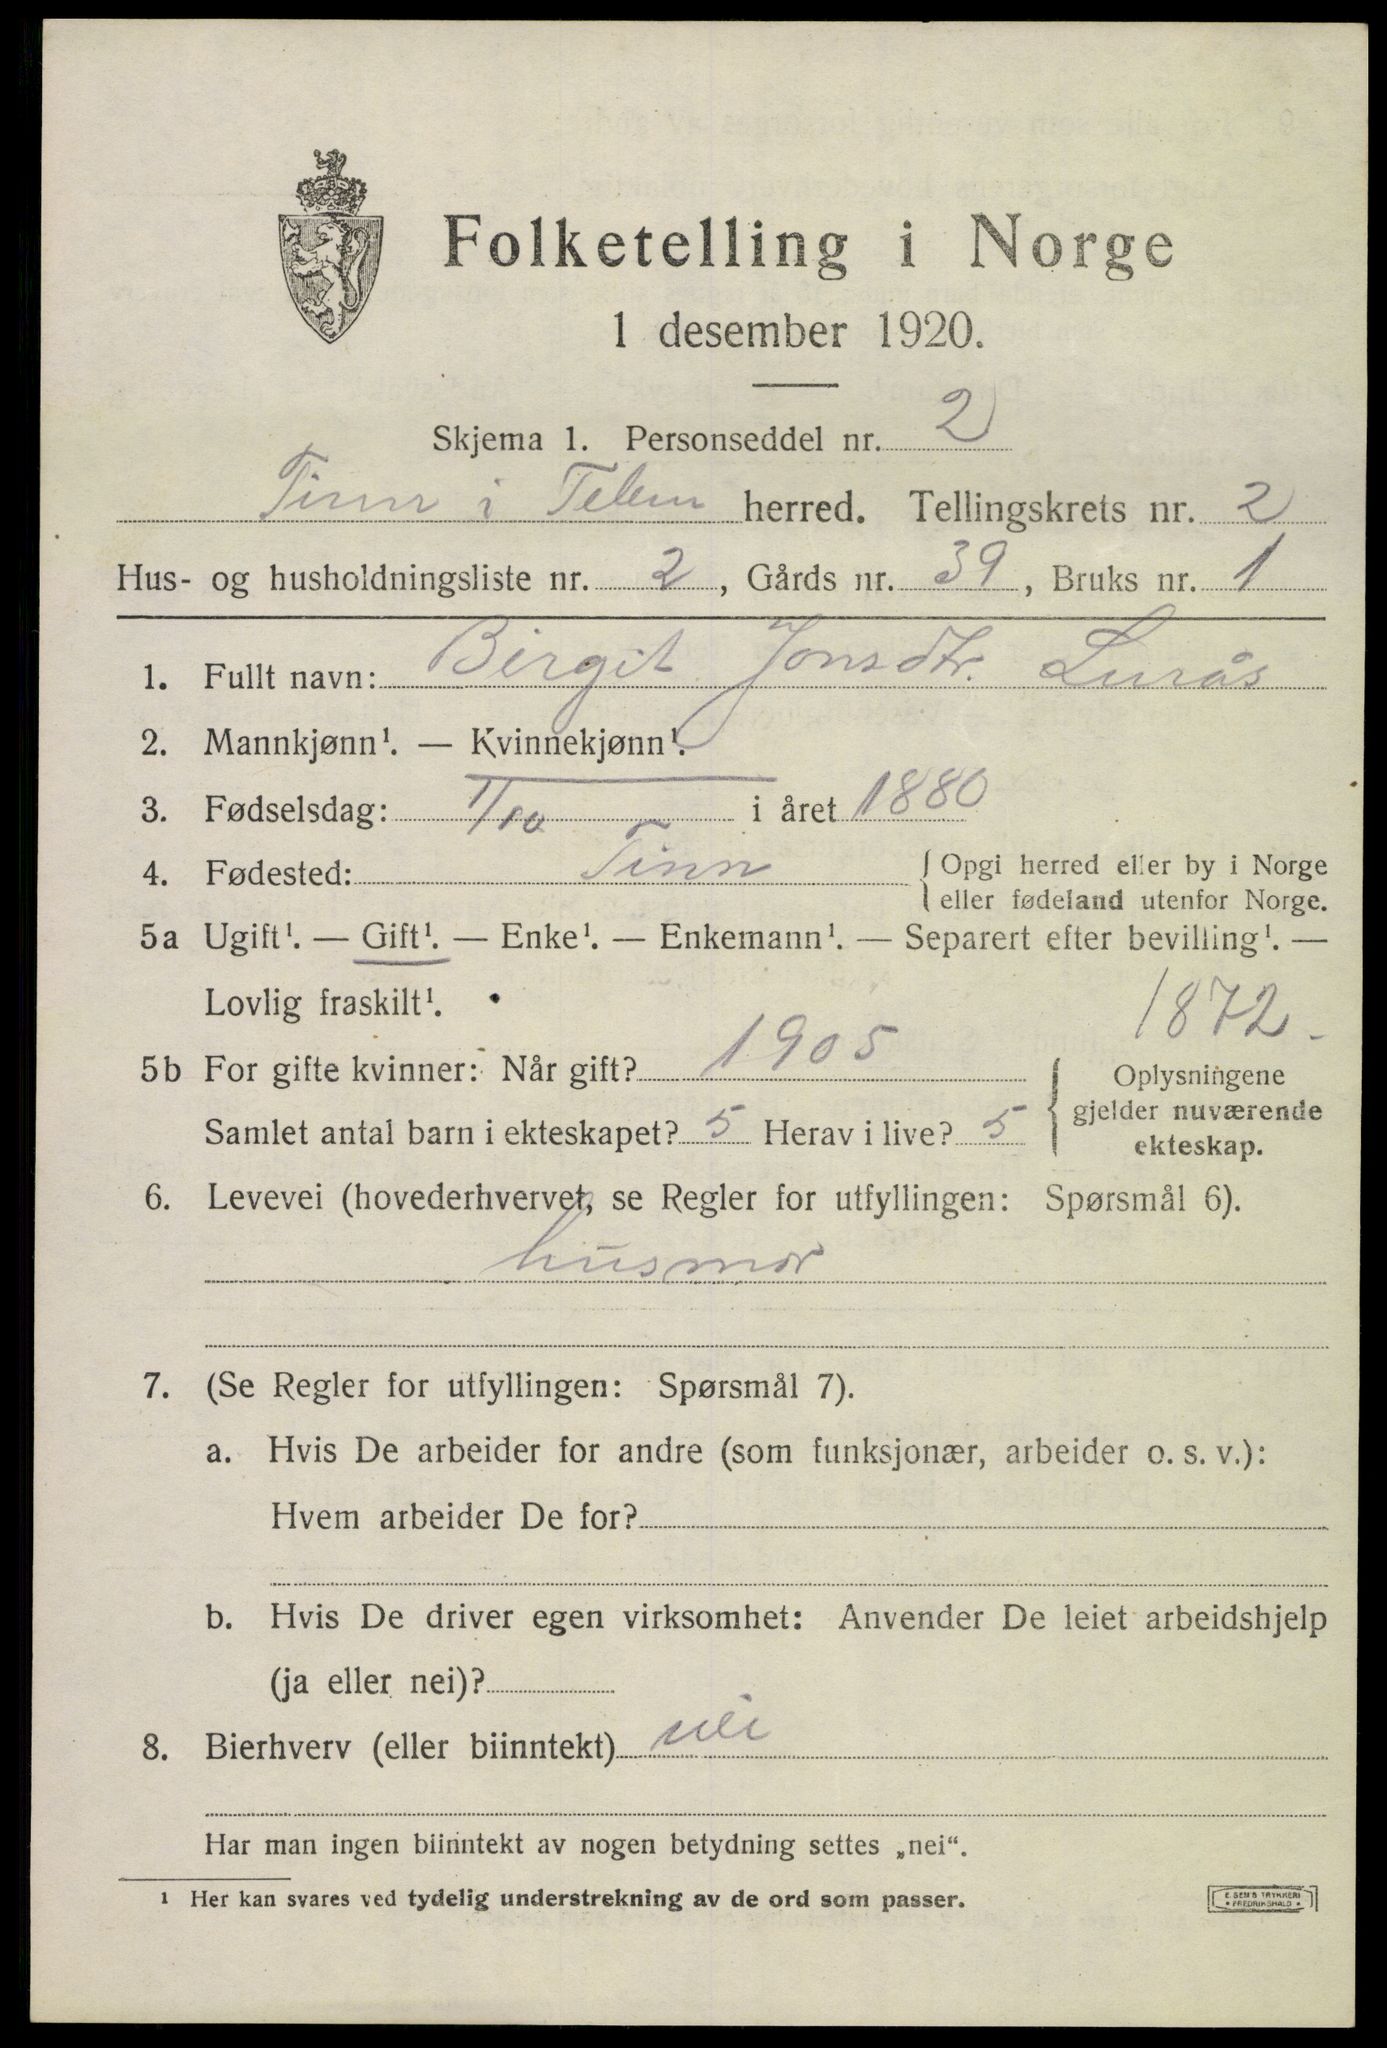 Folketelling i Norge
1 desember 1920.
Skjema 1. Personseddel nr. 2
Tinn i Telem herred. Tellingskrets nr. 2
Hus- og husholdningsliste nr. 2, Gårds nr. 39, Bruks nr. 1
1. Fullt navn: Birgit Jonsdtr. Lurås
2. Mannkjønn¹. — Kvinnekjønn¹.
3. Fødselsdag: 1/10 i året 1880
4. Fødested: Tinn { Opgi herred eller by i Norge
eller fødeland utenfor Norge.
5a Ugift¹. — Gift¹. — Enke¹. — Enkemann¹. — Separert efter bevilling¹. —
Lovlig fraskilt¹.
1872.
5b For gifte kvinner: Når gift? 1905
Samlet antal barn i ekteskapet? 5 Herav i live? 5
{ Oplysningene
gjelder nuværende
ekteskap.
6. Levevei (hovederhvervet, se Regler for utfyllingen: Spørsmål 6).
husmor
7. (Se Regler for utfyllingen: Spørsmål 7).
a. Hvis De arbeider for andre (som funksjonær, arbeider o. s. v.):
Hvem arbeider De for?
b. Hvis De driver egen virksomhet: Anvender De leiet arbeidshjelp
(ja eller nei)?
8. Bierhverv (eller biinntekt) nei
Har man ingen biinntekt av nogen betydning settes „nei“.
¹ Her kan svares ved tydelig understrekning av de ord som passer.
E. SEM'S TRYKKERI
• FREDRIKSHALD •